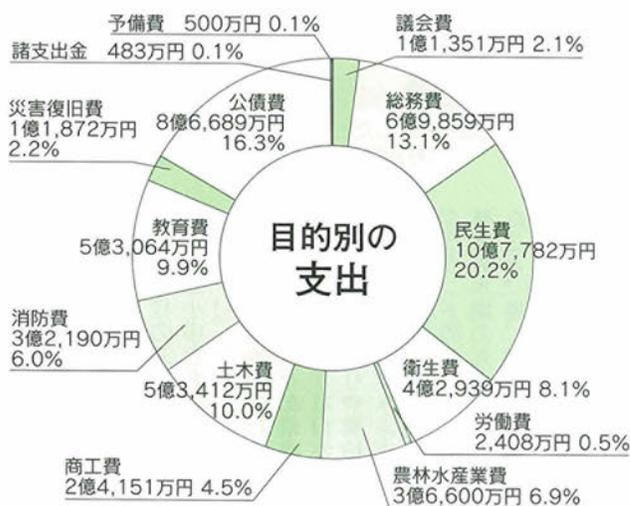 予備費 500万円 0.1%
諸支出金 483万円 0.1%
議会費
1億1,351万円 2.1%
災害復旧費
1億1,872万円
2.2%
公債費
8億6,689万円
16.3%
総務費
6億9,859万円
13.1%
教育費
5億3,064万円
9.9%
目的別の
支出
民生費
10億7,782万円
20.2%
消防費
3億2,190万円
6.0%
土木費
5億3,412万円
10.0%
衛生費
4億2,939万円 8.1%
労働費
2,408万円 0.5%
商工費
2億4,151万円 4.5%
農林水産業費
3億6,600万円 6.9%